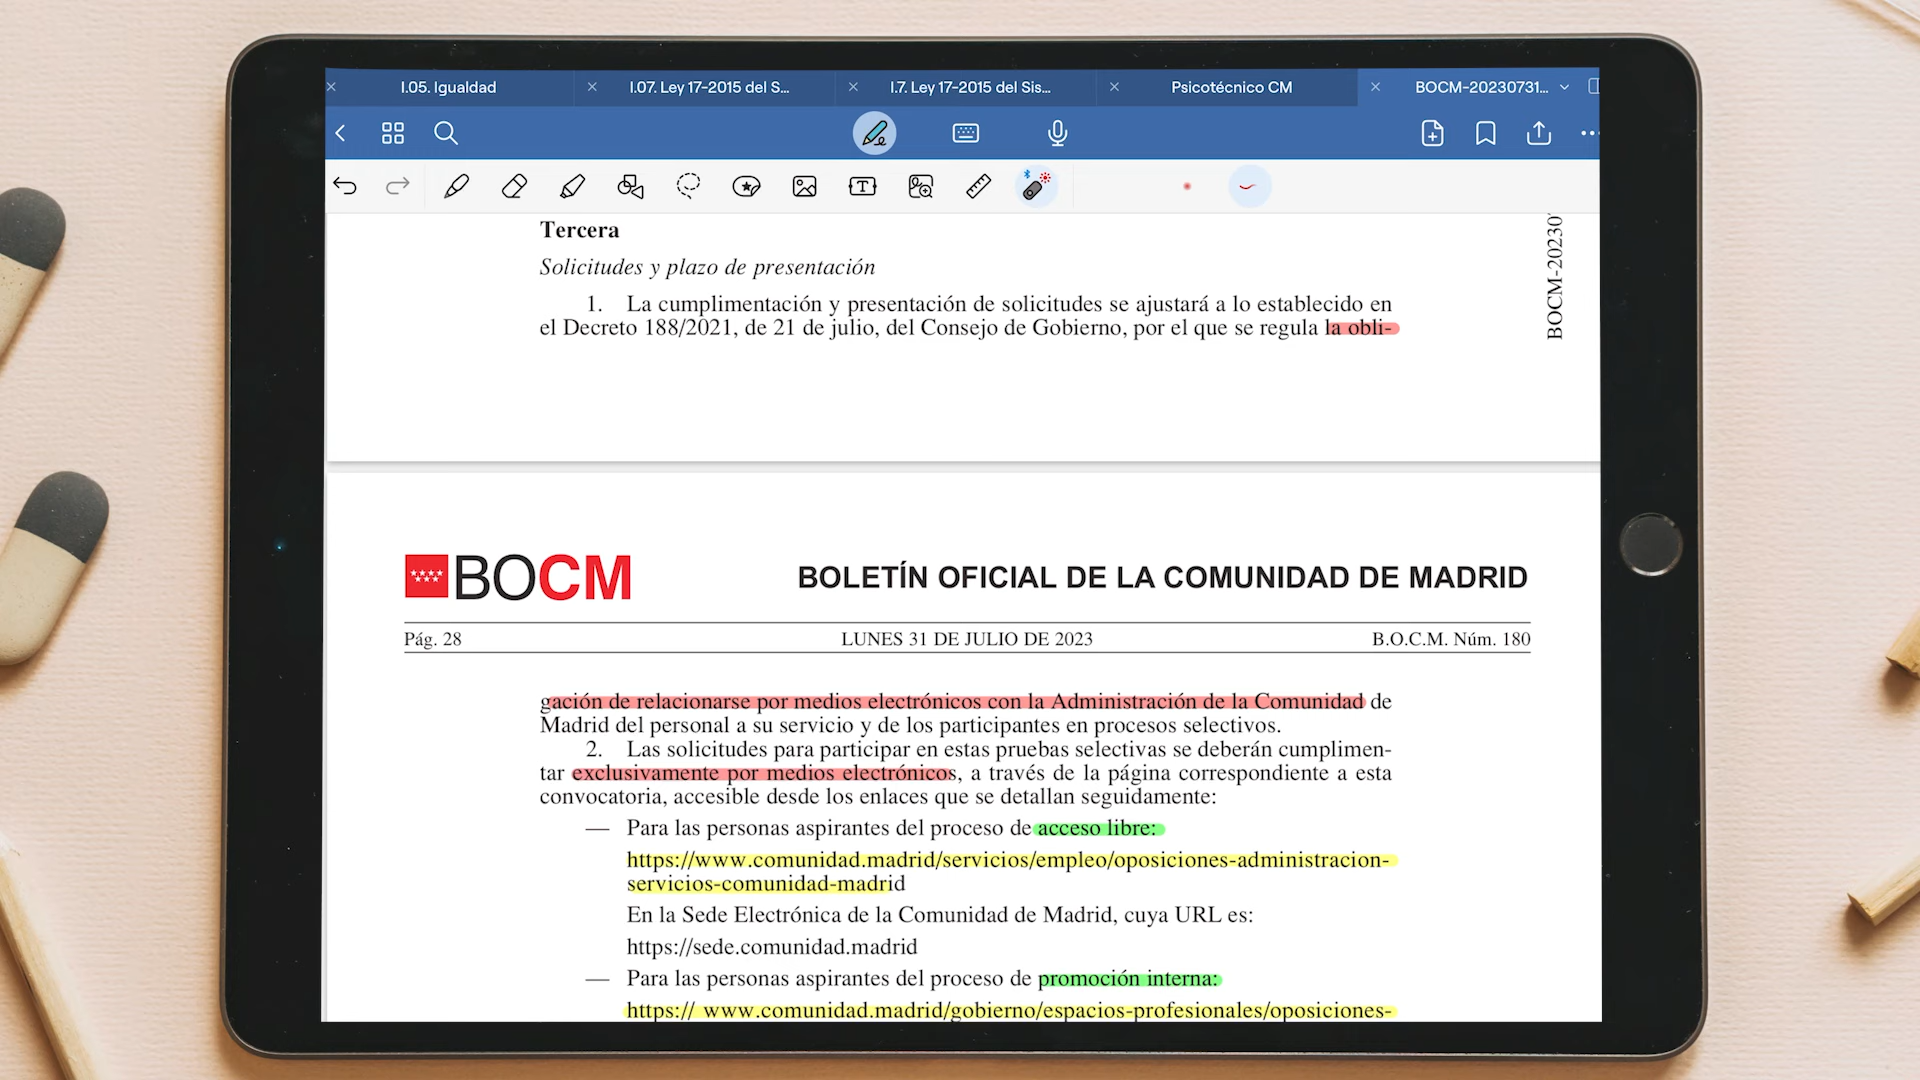 I.05. Igualdad
I.07. Ley 17-2015 del S...
I.7. Ley 17-2015 del Sis...
Psicotécnico CM
BOCM-20230731...
Tercera
Solicitudes y plazo de presentación
1. La cumplimentación y presentación de solicitudes se ajustará a lo establecido en
el Decreto 188/2021, de 21 de julio, del Consejo de Gobierno, por el que se regula la obli-
BOCM-20230
BOCM
BOLETÍN OFICIAL DE LA COMUNIDAD DE MADRID
Pág. 28
LUNES 31 DE JULIO DE 2023
B.O.C.M. Núm. 180
gación de relacionarse por medios electrónicos con la Administración de la Comunidad de
Madrid del personal a su servicio y de los participantes en procesos selectivos.
2. Las solicitudes para participar en estas pruebas selectivas se deberán cumplimen-
tar exclusivamente por medios electrónicos, a través de la página correspondiente a esta
convocatoria, accesible desde los enlaces que se detallan seguidamente:
— Para las personas aspirantes del proceso de acceso libre:
https://www.comunidad.madrid/servicios/empleo/oposiciones-administracion-
servicios-comunidad-madrid
En la Sede Electrónica de la Comunidad de Madrid, cuya URL es:
https://sede.comunidad.madrid
— Para las personas aspirantes del proceso de promoción interna:
https:// www.comunidad.madrid/gobierno/espacios-profesionales/oposiciones-